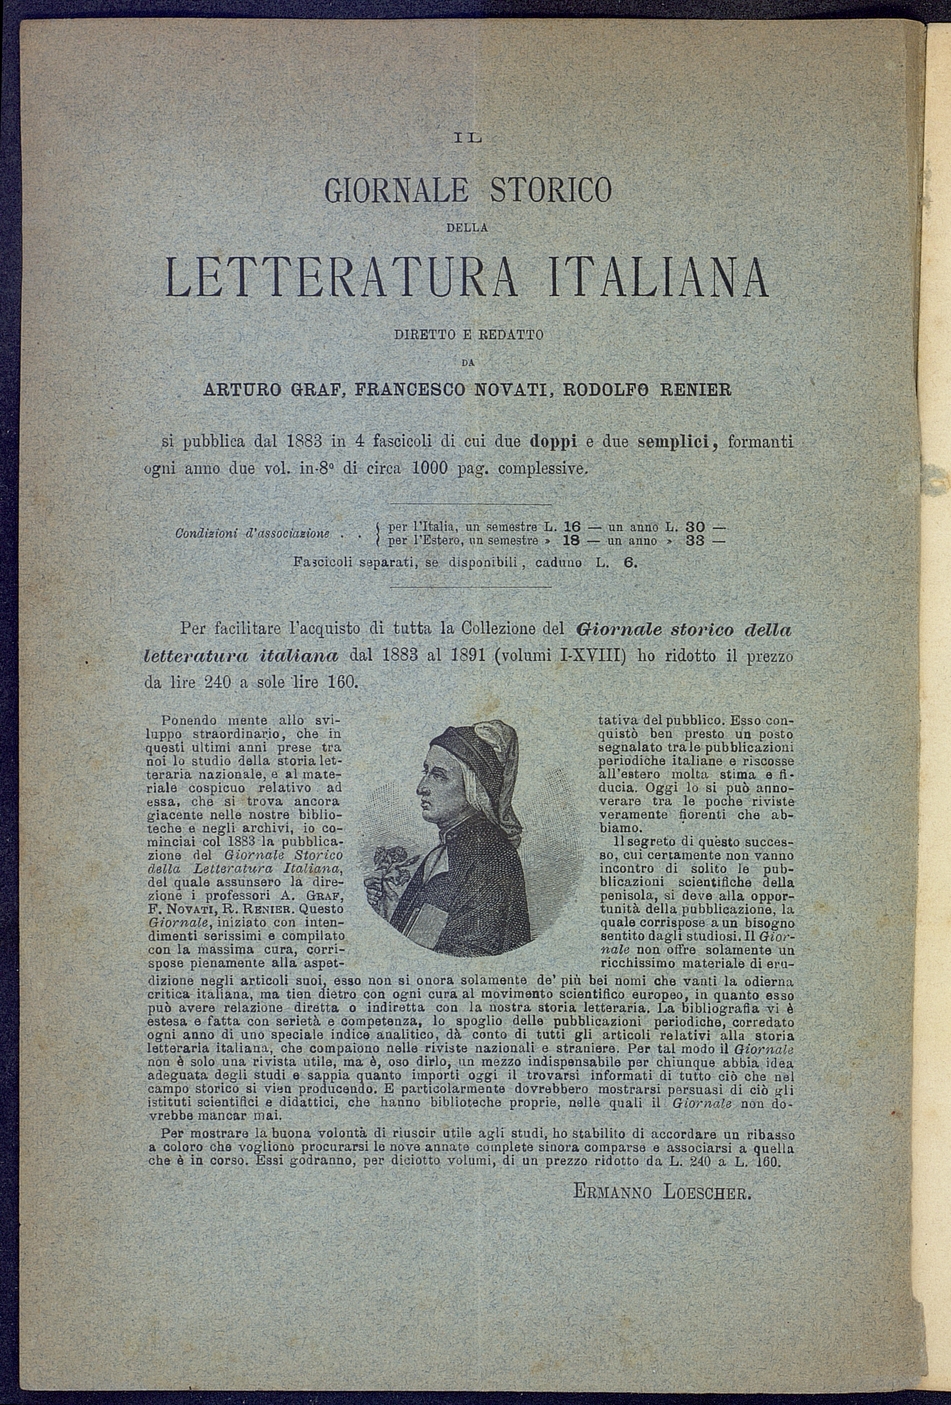 IL
GIORNALE STORICO
DELLA
LETTERATURA ITALIANA
DIRETTO E REDATTO
DA
ARTURO GRAF, FRANCESCO NOVATI, RODOLFO RENIER
si pubblica dal 1883 in 4 fascicoli di cui due doppi e due semplici, formanti
ogni anno due vol. in-8º di circa 1000 pag. complessive.
Condizioni d'associazione . . { per l'Italia, un semestre L. 16 — un anno L. 30 —
per l'Estero, un semestre » 18 — un anno » 33 —
Fascicoli separati, se disponibili, caduno L. 6.
Per facilitare l'acquisto di tutta la Collezione del Giornale storico della
letteratura italiana dal 1883 al 1891 (volumi I-XVIII) ho ridotto il prezzo
da lire 240 a sole lire 160.
Ponendo mente allo svi-
luppo straordinario, che in
questi ultimi anni prese tra
noi lo studio della storia let-
teraria nazionale, e al mate-
riale cospicuo relativo ad
essa, che si trova ancora
giacente nelle nostre biblio-
teche e negli archivi, io co-
minciai col 1883 la pubblica-
zione del Giornale Storico
della Letteratura Italiana,
del quale assunsero la dire-
zione i professori A. GRAF,
F. NOVATI, R. RENIER. Questo
Giornale, iniziato con inten-
dimenti serissimi e compilato
con la massima cura, corri-
spose pienamente alla aspet-
tativa del pubblico. Esso con-
quistò ben presto un posto
segnalato tra le pubblicazioni
periodiche italiane e riscosse
all'estero molta stima e fi-
ducia. Oggi lo si può anno-
verare tra le poche riviste
veramente fiorenti che ab-
biamo.
Il segreto di questo succes-
so, cui certamente non vanno
incontro di solito le pub-
blicazioni scientifiche della
penisola, si deve alla oppor-
tunità della pubblicazione, la
quale corrispose a un bisogno
sentito dagli studiosi. Il Gior-
nale non offre solamente un
ricchissimo materiale di eru-
dizione negli articoli suoi, esso non si onora solamente de' più bei nomi che vanti la odierna
critica italiana, ma tien dietro con ogni cura al movimento scientifico europeo, in quanto esso
può avere relazione diretta o indiretta con la nostra storia letteraria. La bibliografia vi è
estesa e fatta con serietà e competenza, lo spoglio delle pubblicazioni periodiche, corredato
ogni anno di uno speciale indice analitico, dà conto di tutti gli articoli relativi alla storia
letteraria italiana, che compaiono nelle riviste nazionali e straniere. Per tal modo il Giornale
non è solo una rivista utile, ma è, oso dirlo, un mezzo indispensabile per chiunque abbia idea
adeguata degli studi e sappia quanto importi oggi il trovarsi informati di tutto ciò che nel
campo storico si vien producendo. E particolarmente dovrebbero mostrarsi persuasi di ciò gli
istituti scientifici e didattici, che hanno biblioteche proprie, nelle quali il Giornale non do-
vrebbe mancar mai.
Per mostrare la buona volontà di riuscir utile agli studi, ho stabilito di accordare un ribasso
a coloro che vogliono procurarsi le nove annate complete sinora comparse e associarsi a quella
che è in corso. Essi godranno, per diciotto volumi, di un prezzo ridotto da L. 240 a L. 160.
ERMANNO LOESCHER.